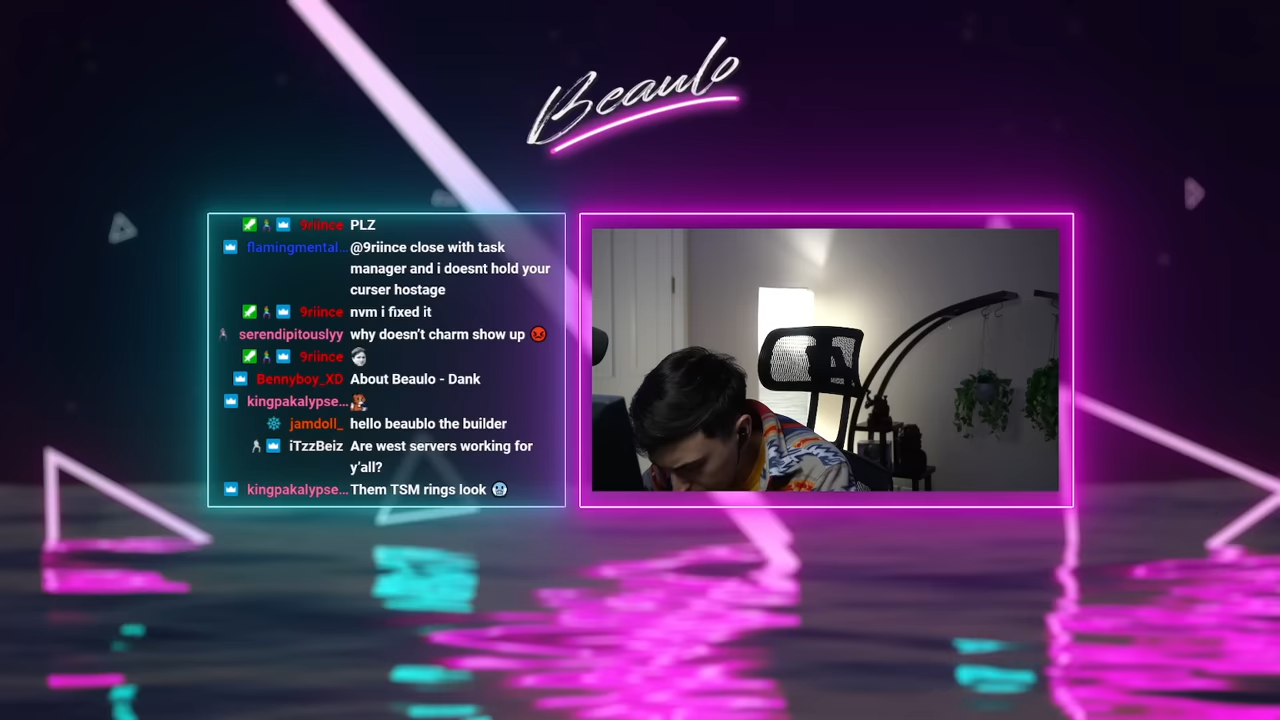 Beaulo
9riince PLZ
flamingmental... @9riince close with task
manager and i doesnt hold your
curser hostage
9riince nvm i fixed it
serendipitouslyy why doesn't charm show up 😡
9riince
Bennyboy_XD About Beaulo - Dank
kingpakalypse...
jamdoll_ hello beaublo the builder
iTzzBeiz Are west servers working for
y'all?
kingpakalypse... Them TSM rings look 🥶